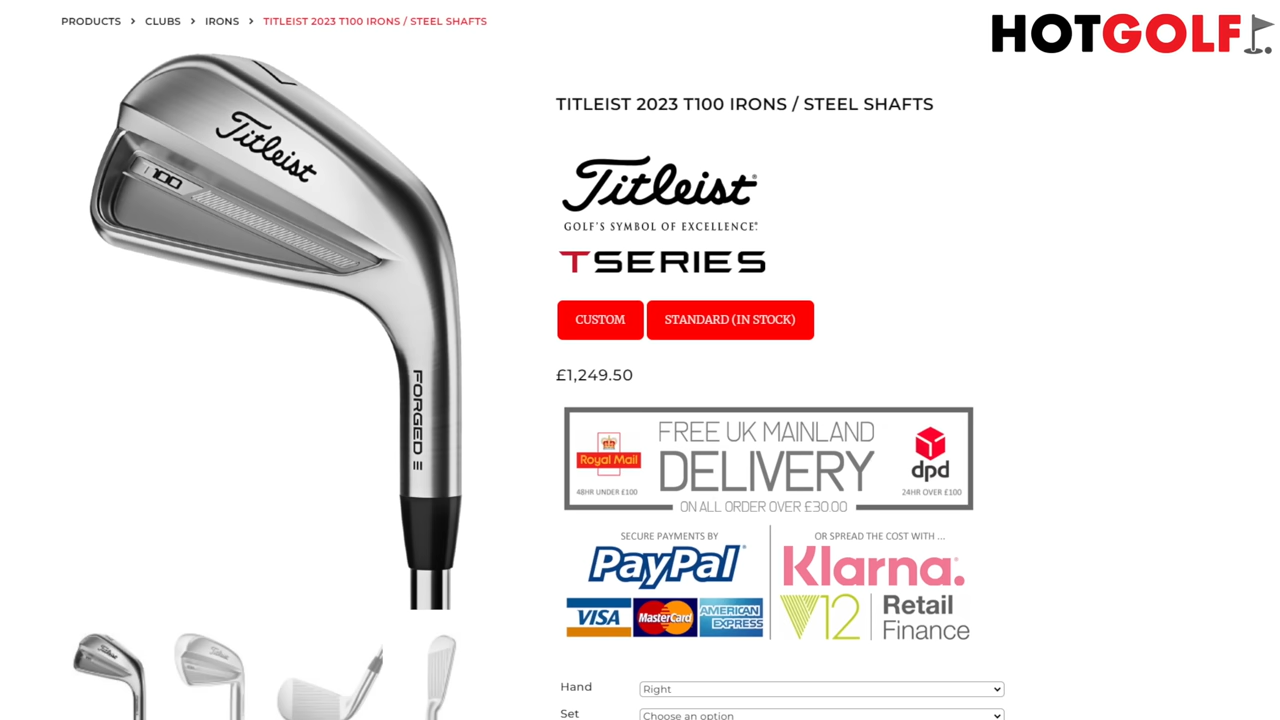 PRODUCTS > CLUBS > IRONS > TITLEIST 2023 T100 IRONS / STEEL SHAFTS
HOTGOLF
Titleist
T100
FORGED
TITLEIST 2023 T100 IRONS / STEEL SHAFTS
Titleist®
GOLF'S SYMBOL OF EXCELLENCE
T SERIES
CUSTOM STANDARD (IN STOCK)
£1,249.50
FREE UK MAINLAND
DELIVERY
ON ALL ORDER OVER £30.00
Royal Mail
48HR UNDER £100
dpd
24HR OVER £100
SECURE PAYMENTS BY
PayPal
VISA MasterCard AMERICAN EXPRESS
OR SPREAD THE COST WITH ...
Klarna.
V12 Retail
Finance
Hand Right
Set Choose an option
Titleist